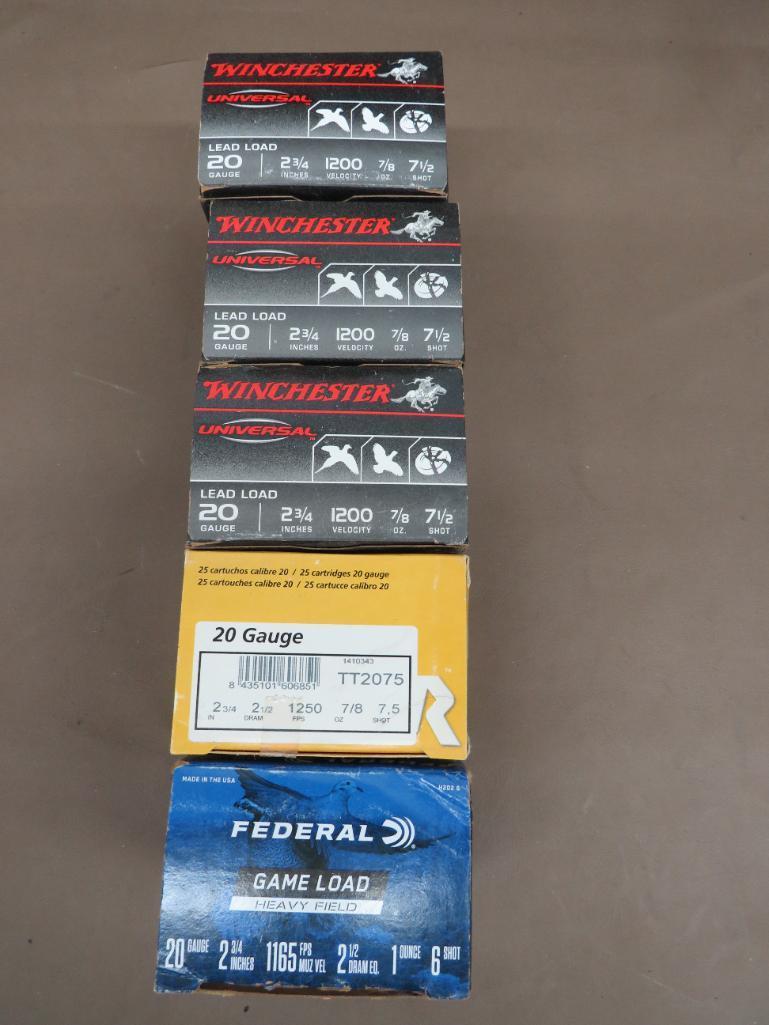 WINCHESTER
UNIVERSAL
LEAD LOAD
20 2 3/4 1200 7/8 7 1/2
GAUGE INCHES VELOCITY OZ. SHOT
WINCHESTER
UNIVERSAL™
LEAD LOAD
20 2 3/4 1200 7/8 7 1/2
GAUGE INCHES VELOCITY OZ. SHOT
WINCHESTER
UNIVERSAL™
LEAD LOAD
20 2 3/4 1200 7/8 7 1/2
GAUGE INCHES VELOCITY OZ. SHOT
25 cartuchos calibre 20 / 25 cartridges 20 gauge
25 cartouches calibre 20 / 25 cartucce calibro 20
20 Gauge
1410343
8 435101 606851
TT2075
2 3/4 2 1/2 1250 7/8 7.5
IN DRAM FPS OZ SHOT
R
MADE IN THE USA
H202 6
FEDERAL
GAME LOAD
HEAVY FIELD
20 GAUGE 2 3/4 INCHES 1165 FPS MUZ VEL 2 1/2 DRAM EQ. 1 OUNCE 6 SHOT